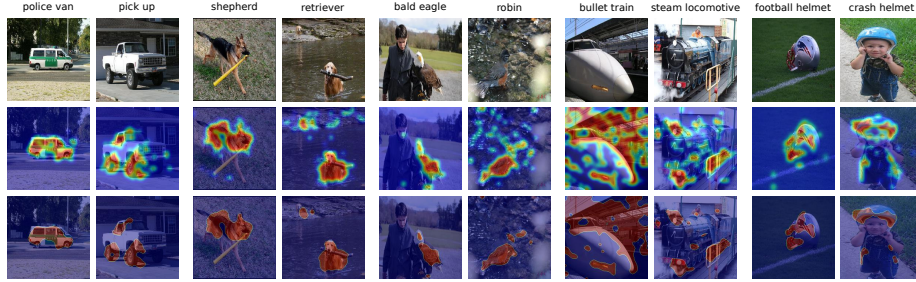 police van pick up shepherd retriever bald eagle robin bullet train steam locomotive football helmet crash helmet